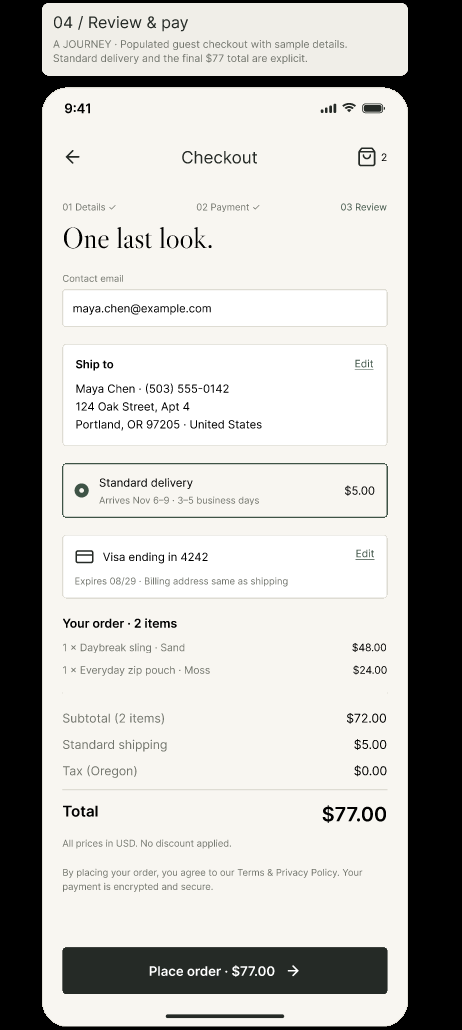 04 / Review & pay
A JOURNEY · Populated guest checkout with sample details.
Standard delivery and the final $77 total are explicit.
9:41
Checkout
2
01 Details ✓
02 Payment ✓
03 Review
One last look.
Contact email
maya.chen@example.com
Ship to
Edit
Maya Chen · (503) 555-0142
124 Oak Street, Apt 4
Portland, OR 97205 · United States
Standard delivery
$5.00
Arrives Nov 6–9 · 3–5 business days
Visa ending in 4242
Edit
Expires 08/29 · Billing address same as shipping
Your order · 2 items
1 × Daybreak sling · Sand $48.00
1 × Everyday zip pouch · Moss $24.00
Subtotal (2 items) $72.00
Standard shipping $5.00
Tax (Oregon) $0.00
Total $77.00
All prices in USD. No discount applied.
By placing your order, you agree to our Terms & Privacy Policy. Your
payment is encrypted and secure.
Place order · $77.00 →